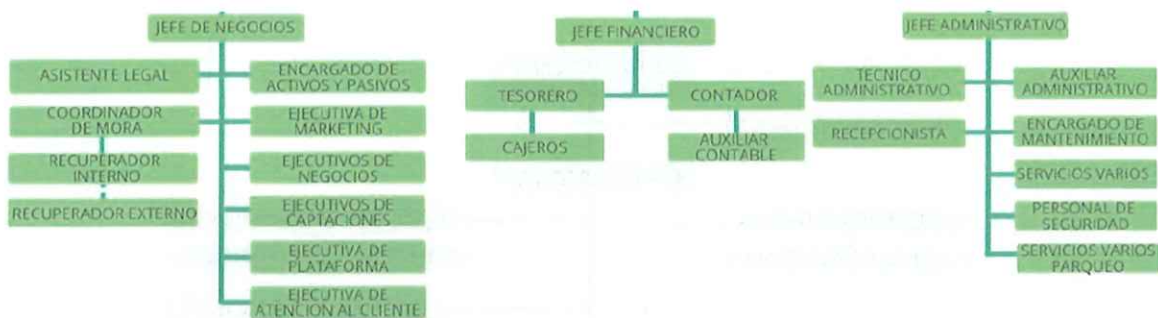 JEFE DE NEGOCIOS
ASISTENTE LEGAL
ENCARGADO DE
ACTIVOS Y PASIVOS
COORDINADOR
DE MORA
EJECUTIVA DE
MARKETING
RECUPERADOR
INTERNO
EJECUTIVOS DE
NEGOCIOS
RECUPERADOR EXTERNO
EJECUTIVOS DE
CAPTACIONES
EJECUTIVA DE
PLATAFORMA
EJECUTIVA DE
ATENCION AL CLIENTE
JEFE FINANCIERO
TESORERO
CONTADOR
CAJEROS
AUXILIAR
CONTABLE
JEFE ADMINISTRATIVO
TECNICO
ADMINISTRATIVO
AUXILIAR
ADMINISTRATIVO
RECEPCIONISTA
ENCARGADO DE
MANTENIMIENTO
SERVICIOS VARIOS
PERSONAL DE
SEGURIDAD
SERVICIOS VARIOS
PARQUEO